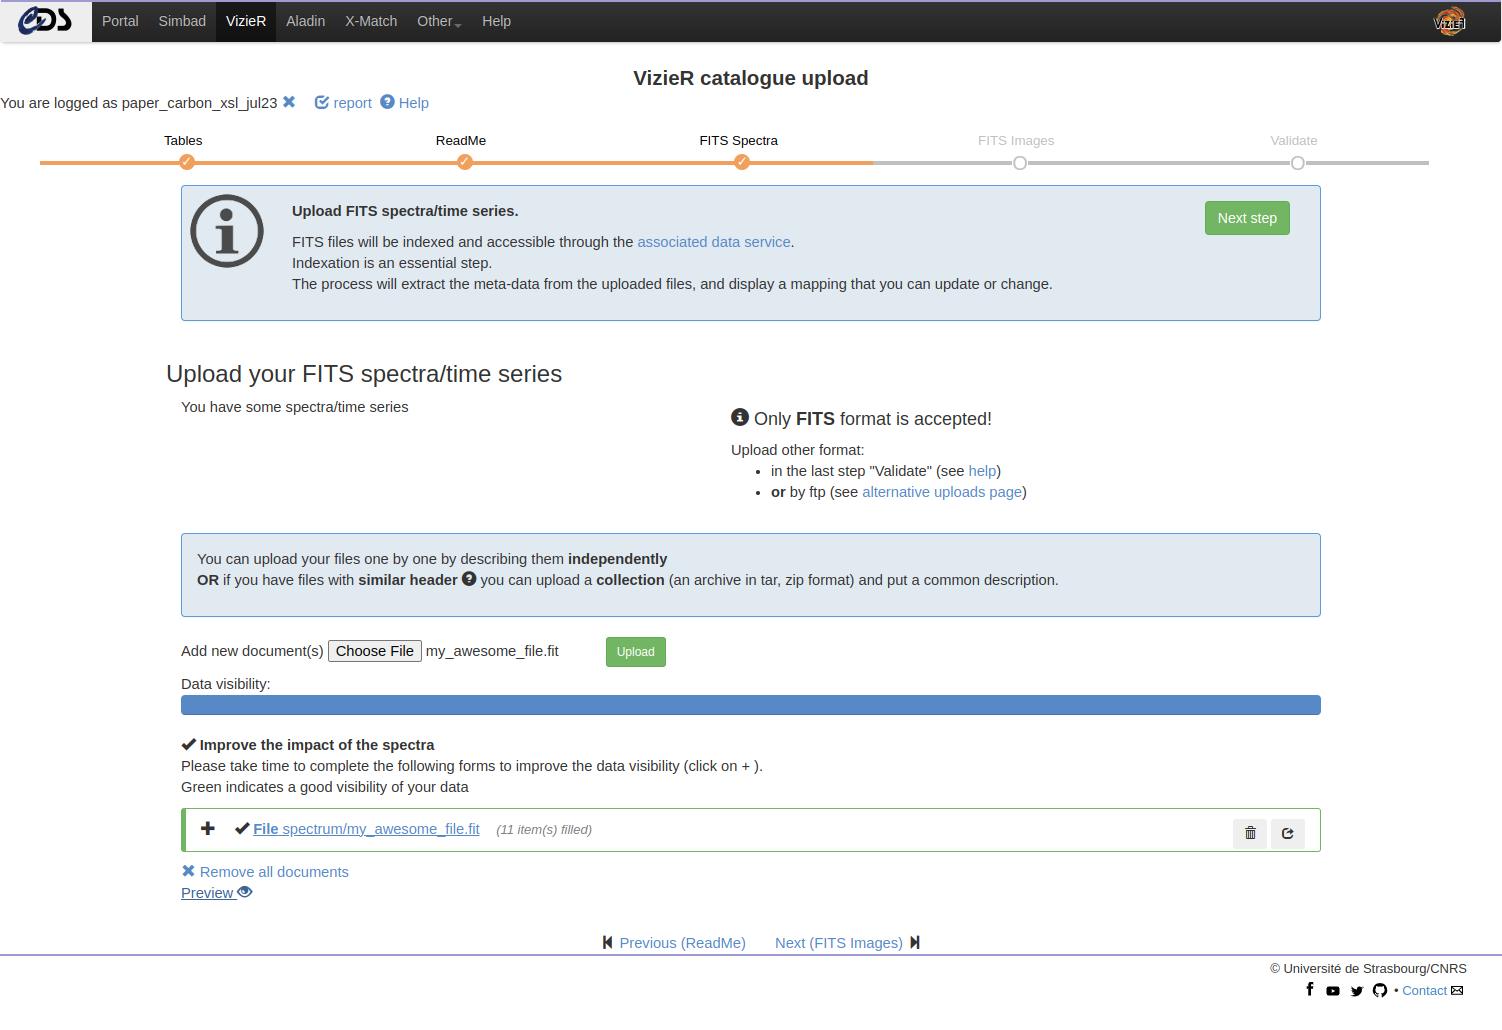 CDS Portal Simbad VizieR Aladin X-Match Other Help VizieR
VizieR catalogue upload
You are logged as paper_carbon_xsl_jul23 report Help
Tables ReadMe FITS Spectra FITS Images Validate
Upload FITS spectra/time series.
Next step
FITS files will be indexed and accessible through the associated data service.
Indexation is an essential step.
The process will extract the meta-data from the uploaded files, and display a mapping that you can update or change.
Upload your FITS spectra/time series
You have some spectra/time series
Only FITS format is accepted!
Upload other format:
• in the last step "Validate" (see help)
• or by ftp (see alternative uploads page)
You can upload your files one by one by describing them independently
OR if you have files with similar header ? you can upload a collection (an archive in tar, zip format) and put a common description.
Add new document(s) Choose File my_awesome_file.fit Upload
Data visibility:
Improve the impact of the spectra
Please take time to complete the following forms to improve the data visibility (click on + ).
Green indicates a good visibility of your data
File spectrum/my_awesome_file.fit (11 item(s) filled)
Remove all documents
Preview
Previous (ReadMe) Next (FITS Images)
© Université de Strasbourg/CNRS
• Contact